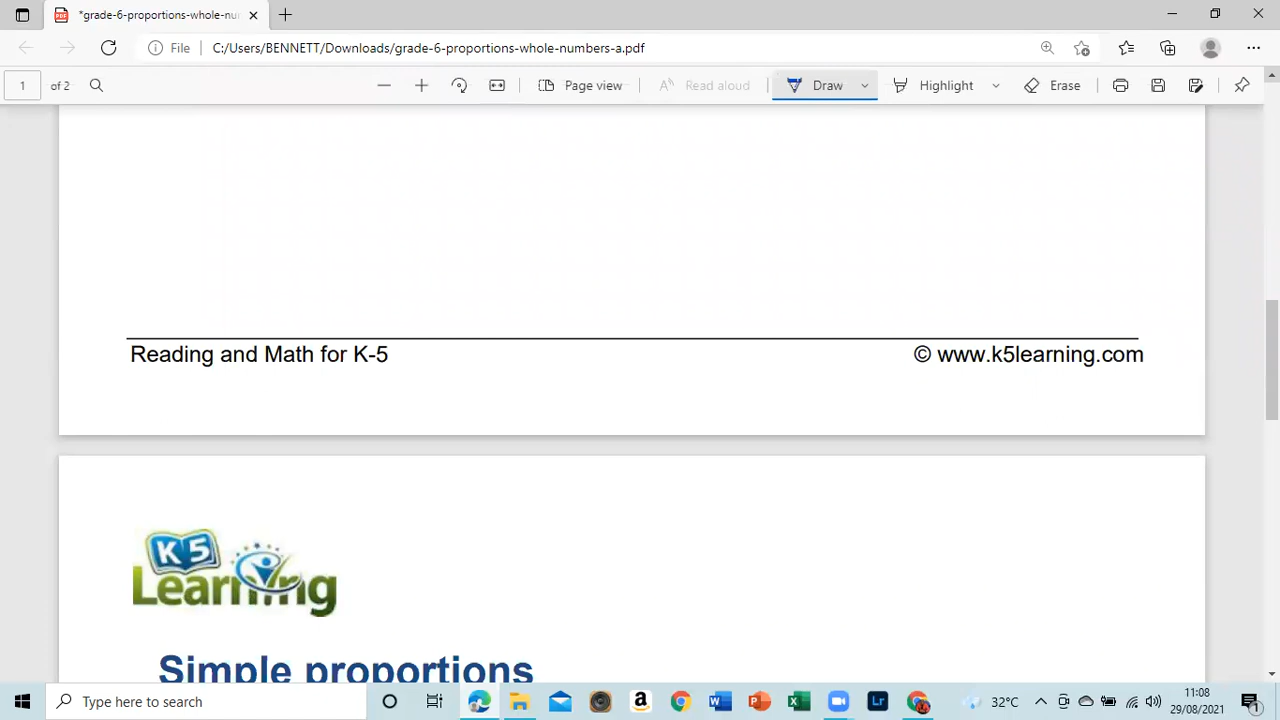 *grade-6-proportions-whole-nu
File C:/Users/BENNETT/Downloads/grade-6-proportions-whole-numbers-a.pdf
1 of 2 Page view Read aloud Draw Highlight Erase
Reading and Math for K-5 © www.k5learning.com
K5
Learning
Simple proportions
Type here to search 32°C 11:08
29/08/2021 1